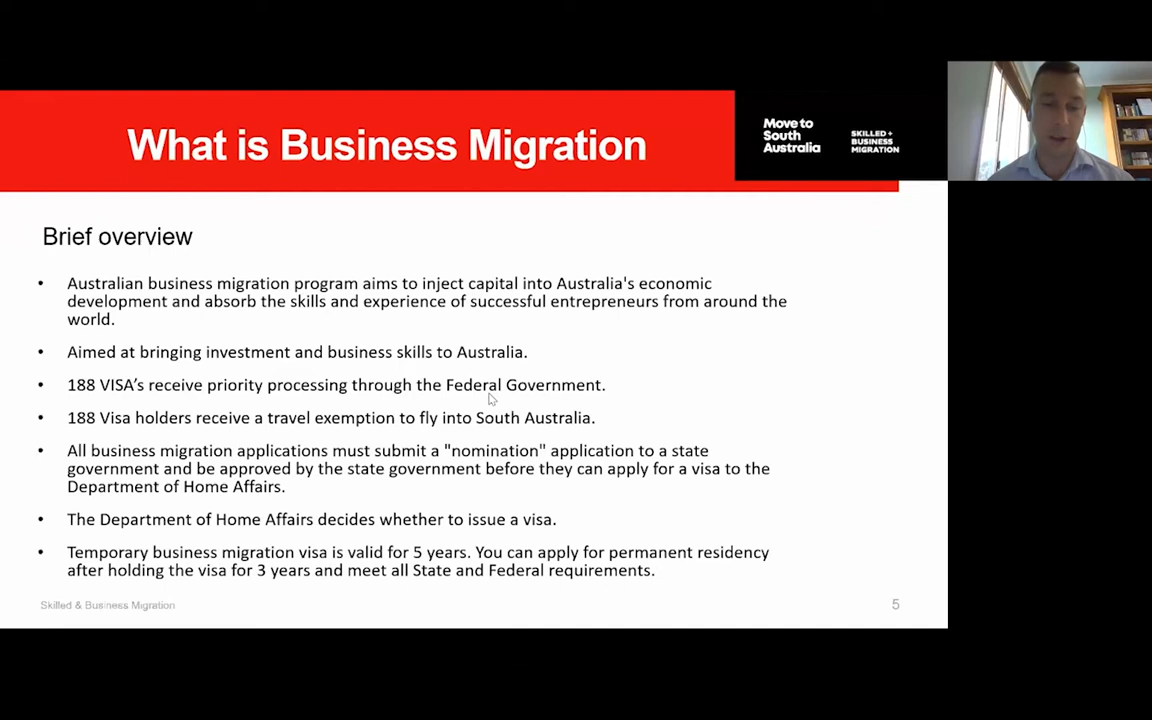 What is Business Migration
Move to
South
Australia
SKILLED +
BUSINESS
MIGRATION
Brief overview
• Australian business migration program aims to inject capital into Australia's economic
development and absorb the skills and experience of successful entrepreneurs from around the
world.
• Aimed at bringing investment and business skills to Australia.
• 188 VISA's receive priority processing through the Federal Government.
• 188 Visa holders receive a travel exemption to fly into South Australia.
• All business migration applications must submit a "nomination" application to a state
government and be approved by the state government before they can apply for a visa to the
Department of Home Affairs.
• The Department of Home Affairs decides whether to issue a visa.
• Temporary business migration visa is valid for 5 years. You can apply for permanent residency
after holding the visa for 3 years and meet all State and Federal requirements.
Skilled & Business Migration
5